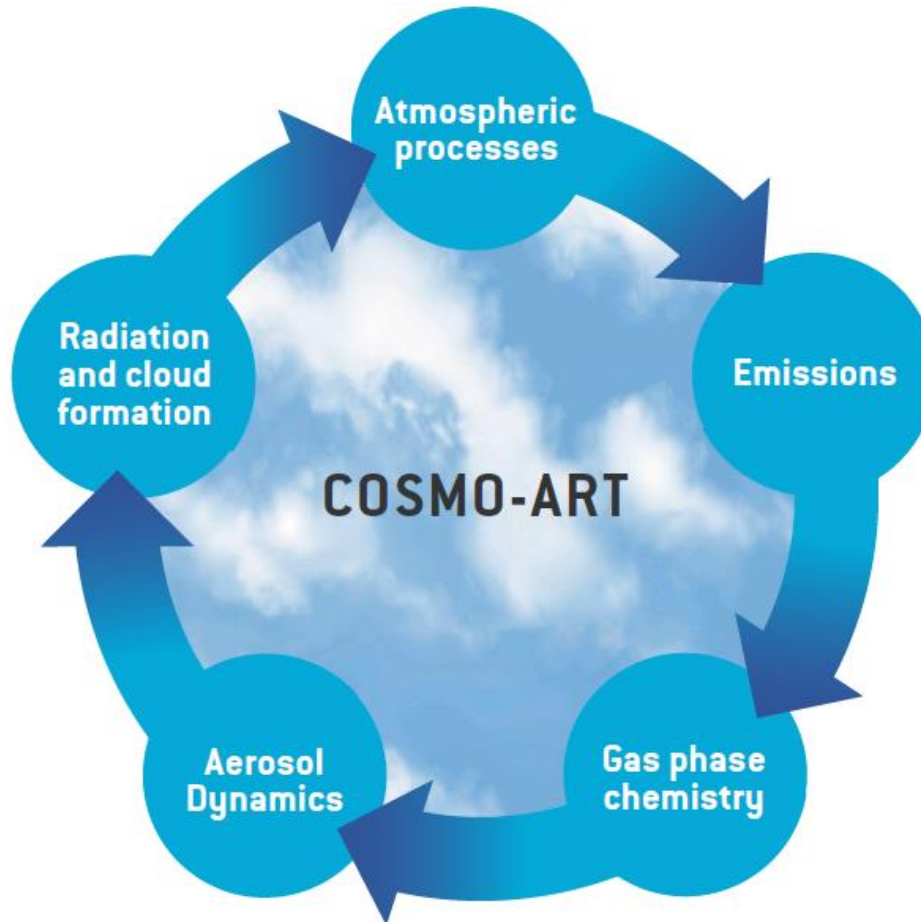 Atmospheric
processes
Radiation
and cloud
formation
Emissions
COSMO-ART
Aerosol
Dynamics
Gas phase
chemistry